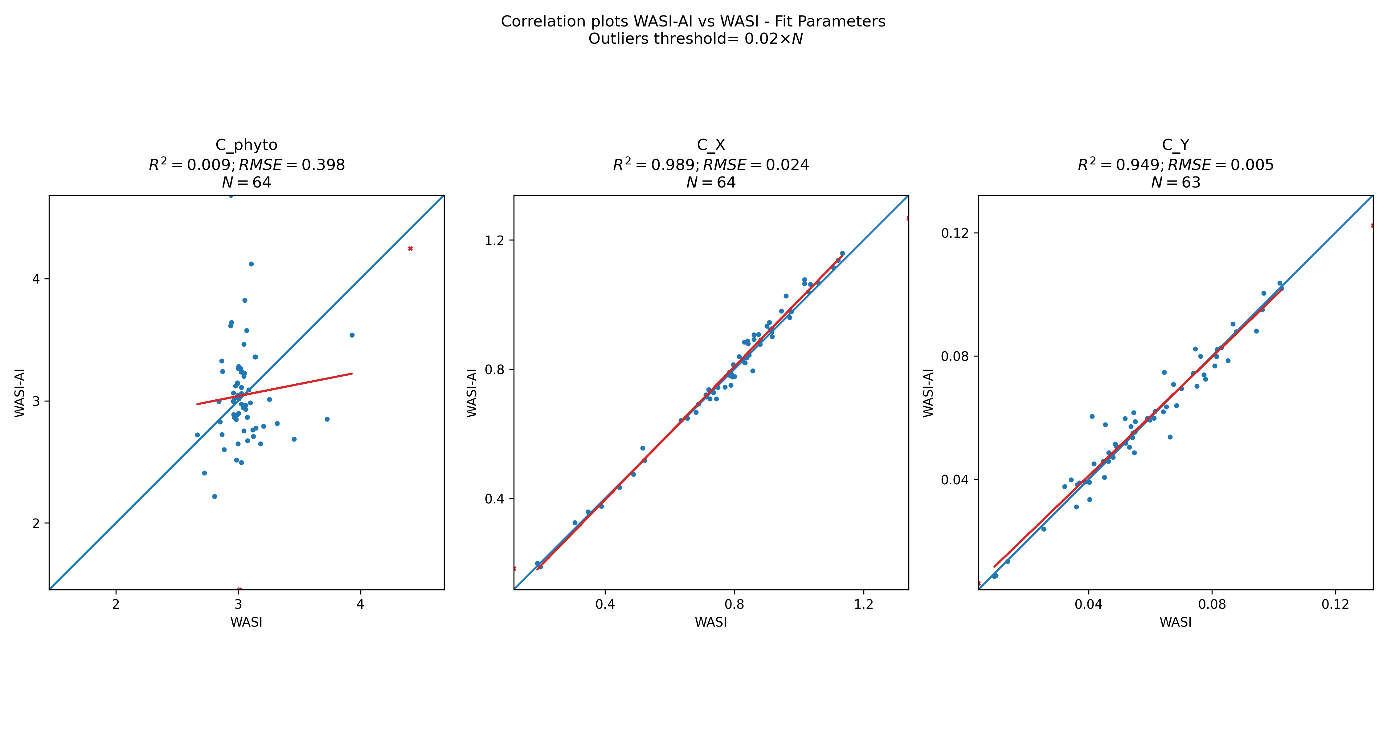 Correlation plots WASI-AI vs WASI - Fit Parameters
Outliers threshold= 0.02×N
C_phyto
R² = 0.009; RMSE = 0.398
N = 64
4
3
2
WASI-AI
2 3 4
WASI
C_X
R² = 0.989; RMSE = 0.024
N = 64
1.2
0.8
0.4
WASI-AI
0.4 0.8 1.2
WASI
C_Y
R² = 0.949; RMSE = 0.005
N = 63
0.12
0.08
0.04
WASI-AI
0.04 0.08 0.12
WASI